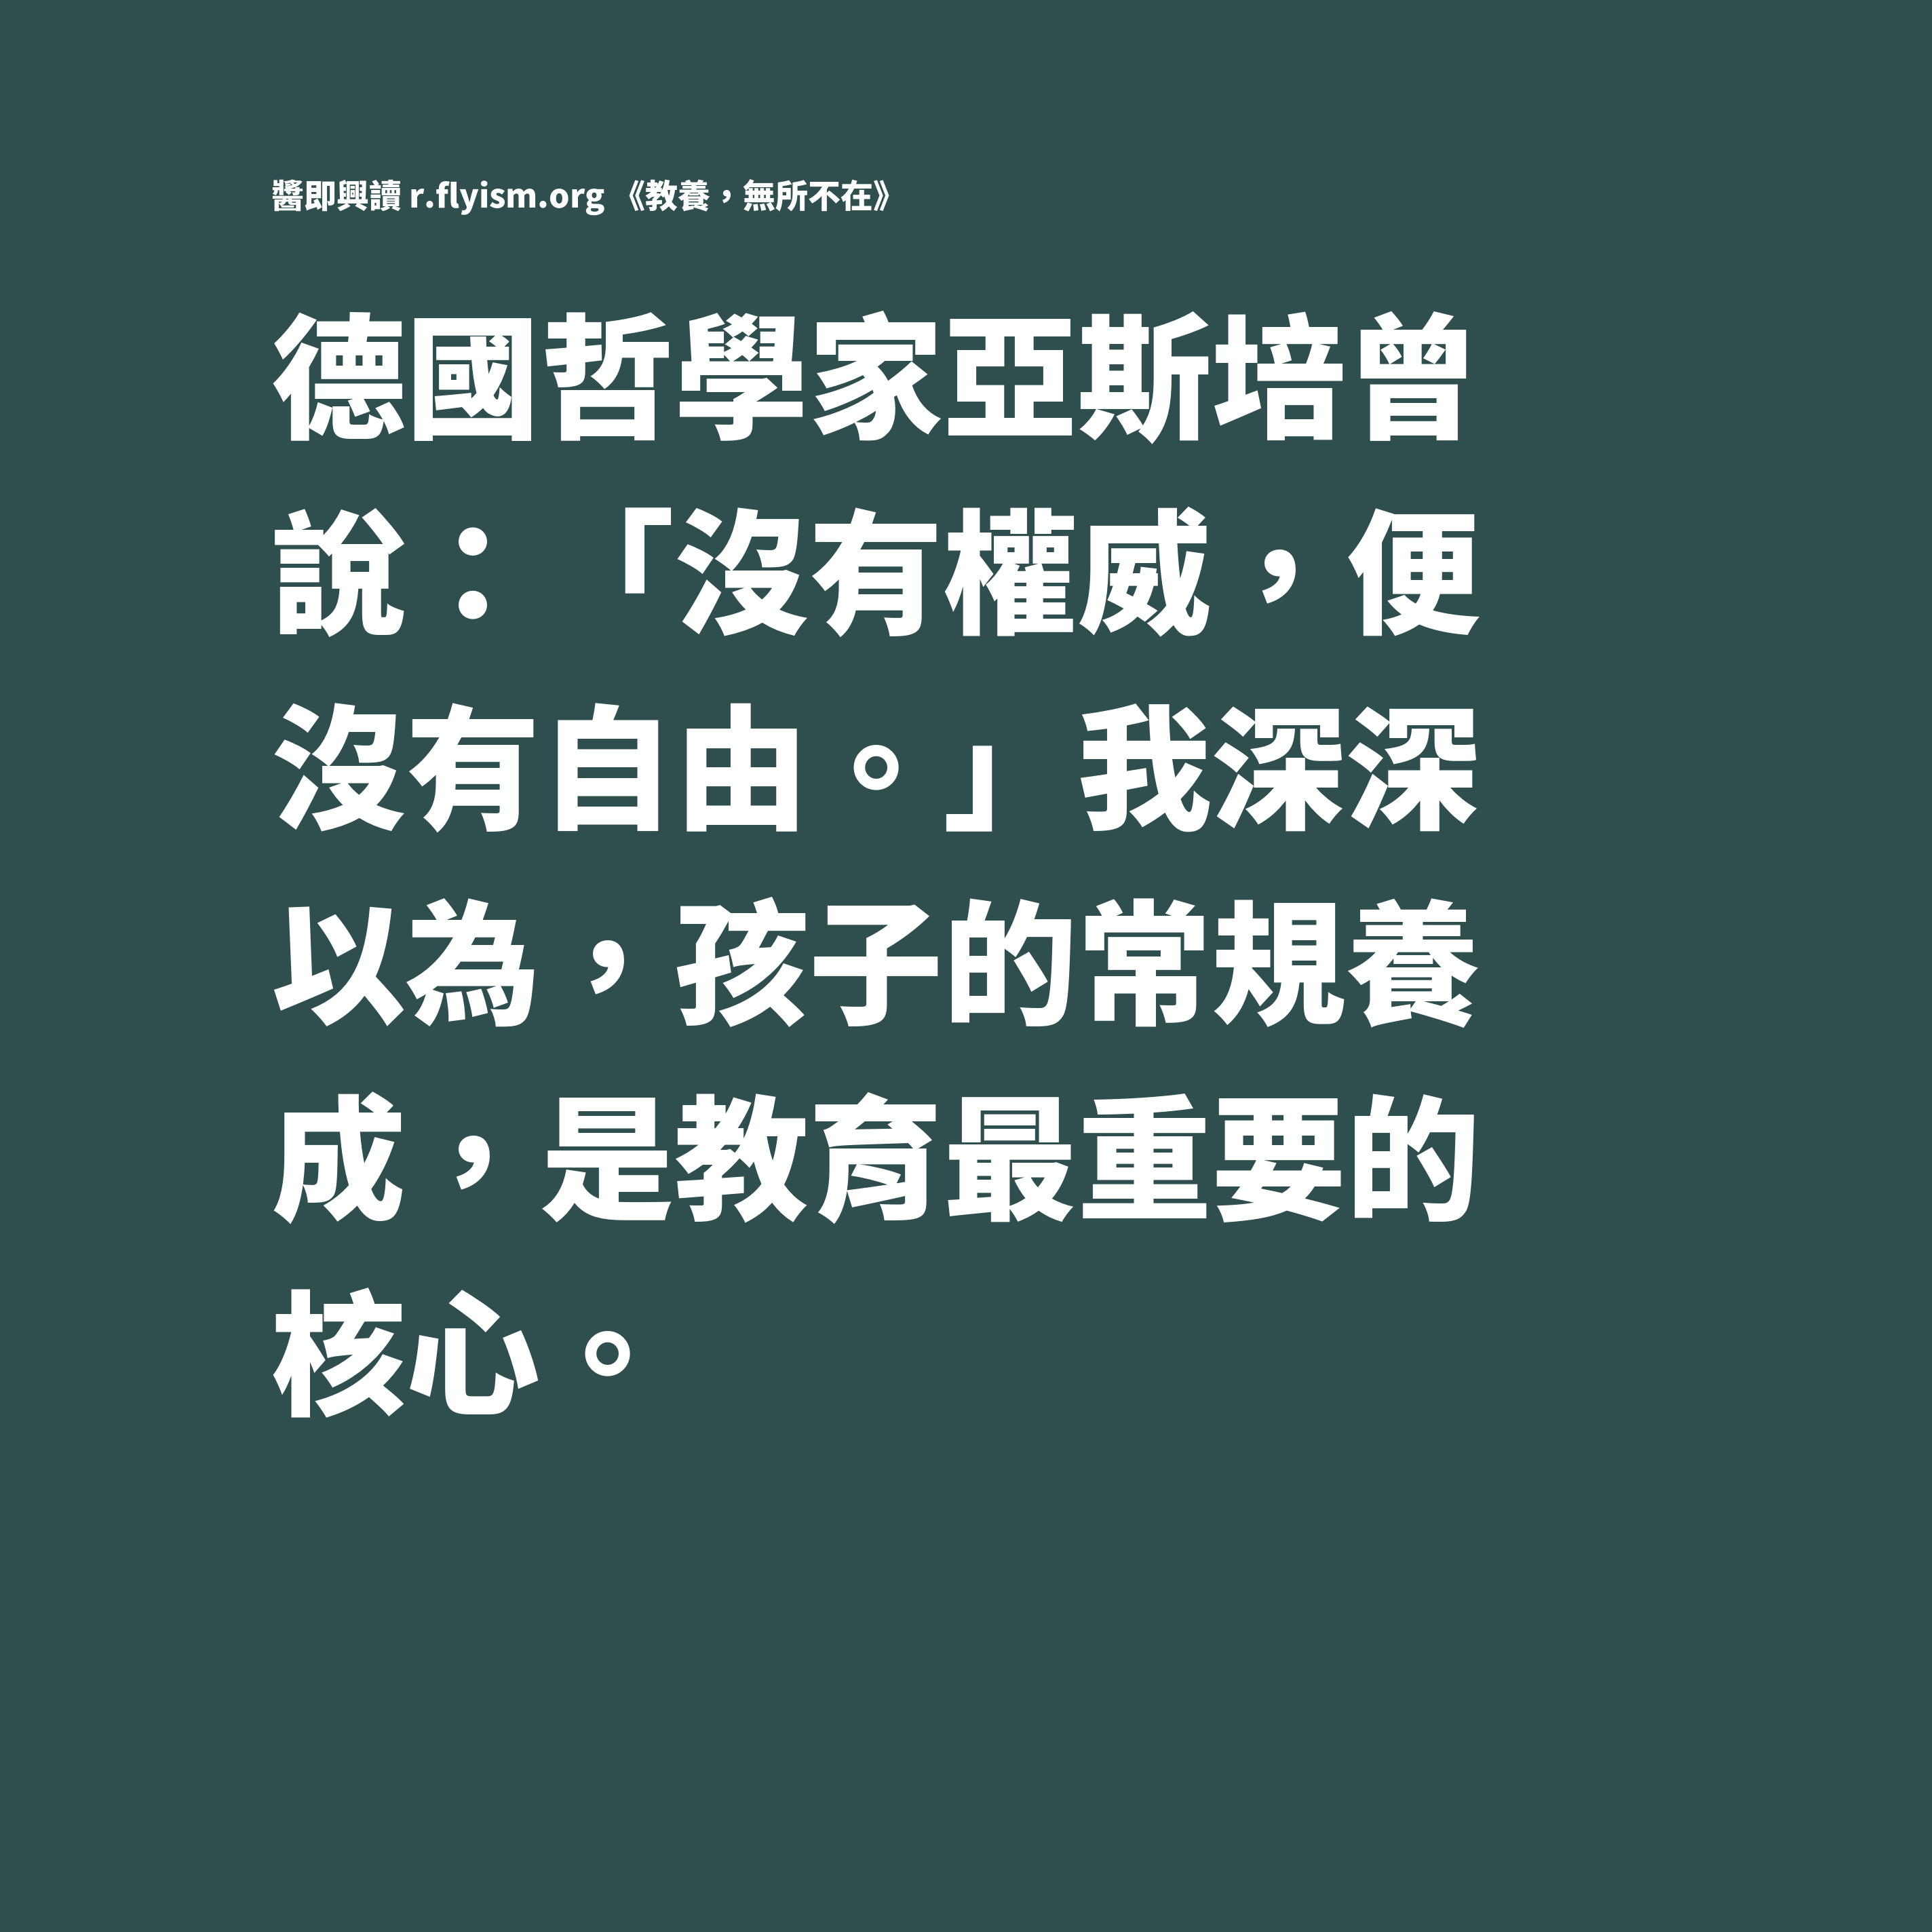 醫即興讀 r.flyism.org《教養，無所不在》
德國哲學家亞斯培曾
說：「沒有權威，便
沒有自由。」我深深
以為，孩子的常規養
成，是教育最重要的
核心。